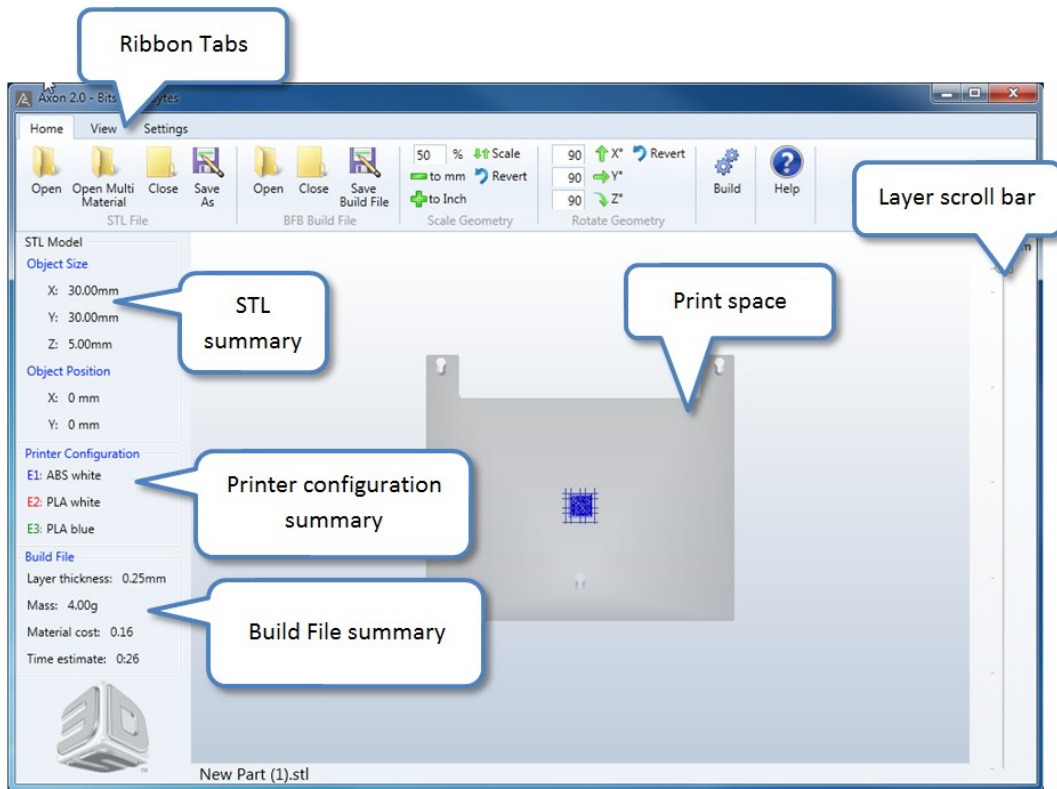 Ribbon Tabs
Axon 2.0 - Bits ytes
Home View Settings
50 % Scale 90 X° Revert
to mm Revert 90 Y°
to Inch 90 Z°
Open Open Multi Material Close Save As Open Close Save Build File Build Help
STL File BFB Build File Scale Geometry Rotate Geometry
Layer scroll bar
m
STL Model
Object Size
X: 30.00mm
Y: 30.00mm
Z: 5.00mm
STL
summary
Print space
Object Position
X: 0 mm
Y: 0 mm
Printer Configuration
E1: ABS white
E2: PLA white
E3: PLA blue
Printer configuration
summary
Build File
Layer thickness: 0.25mm
Mass: 4.00g
Material cost: 0.16
Time estimate: 0:26
Build File summary
3DS
TM
New Part (1).stl